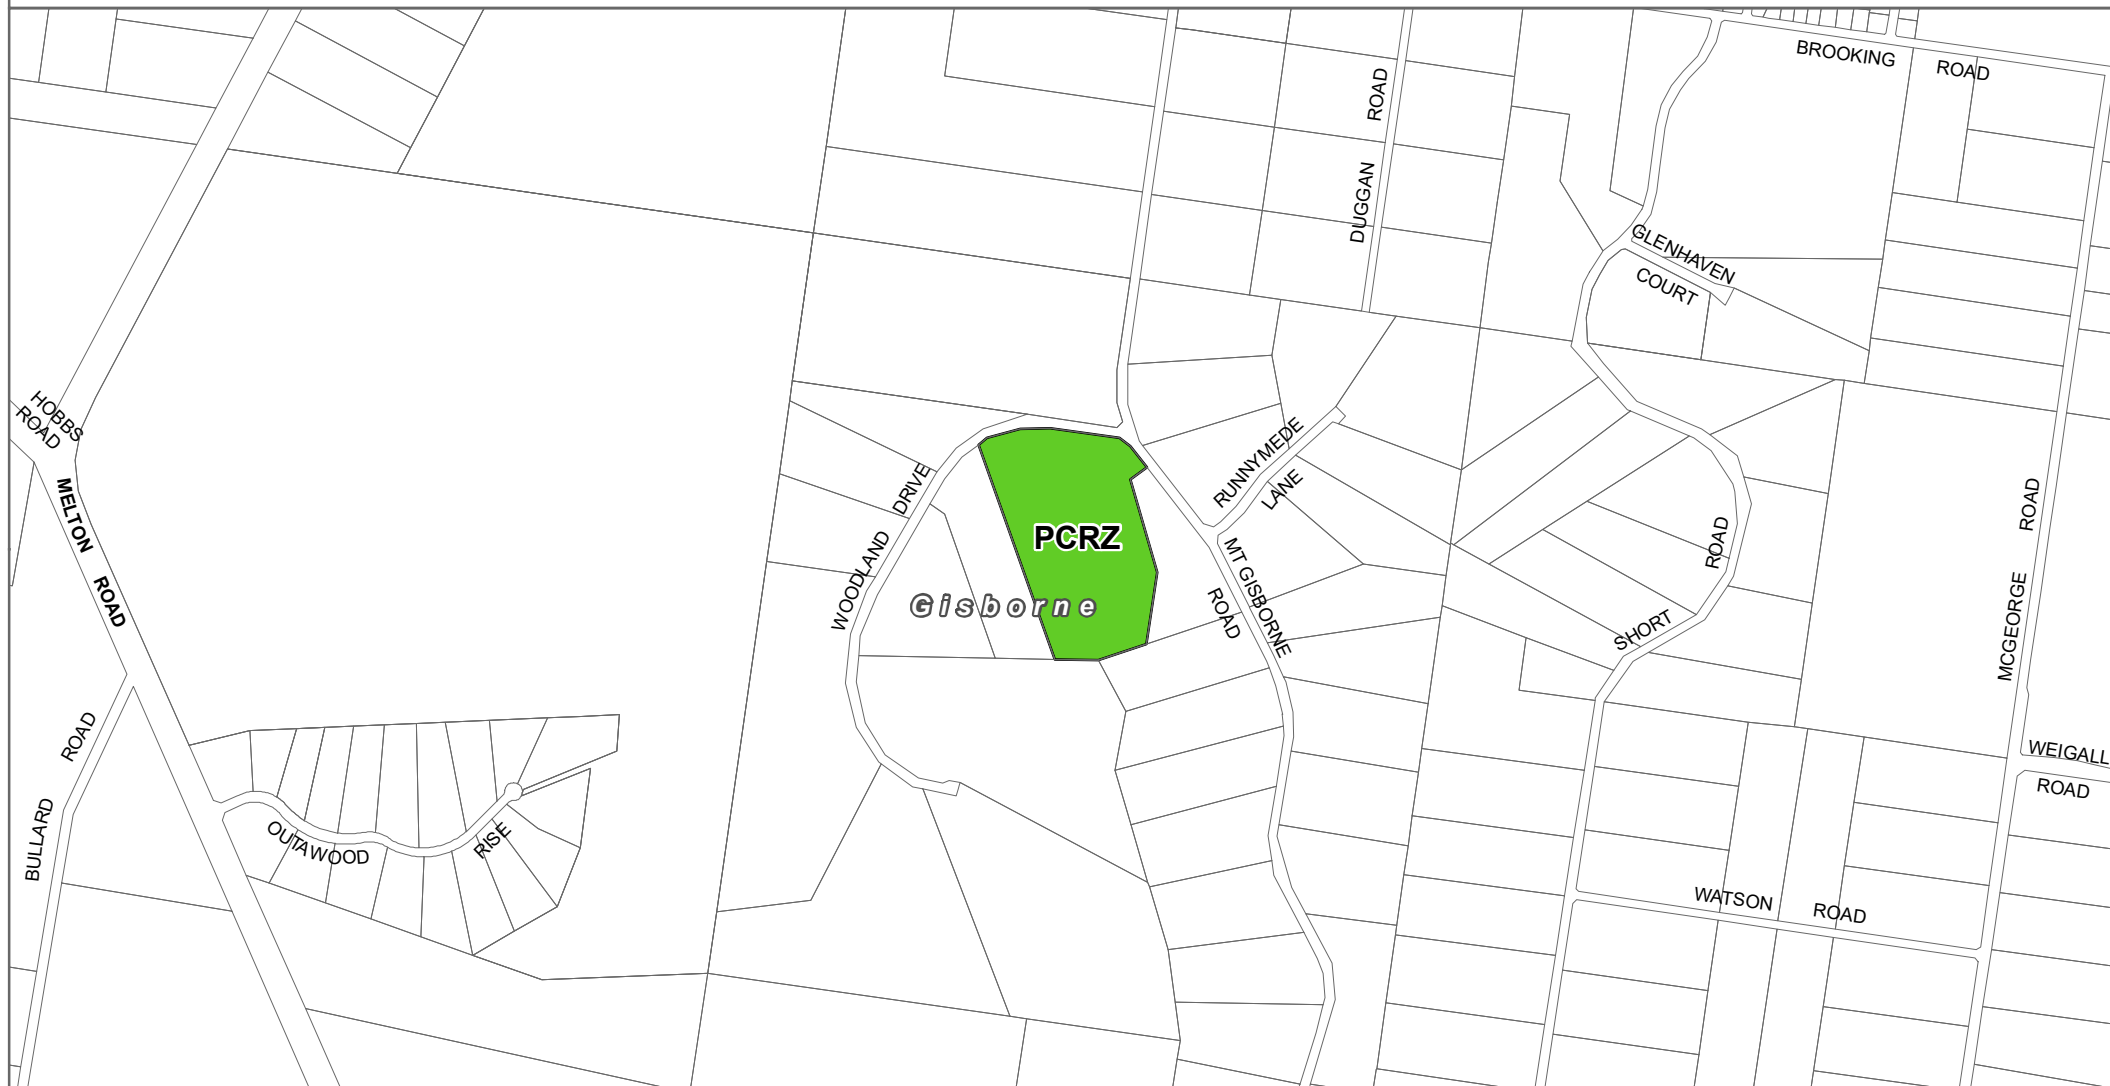 BROOKING ROAD
DUGGAN ROAD
GLENHAVEN
COURT
HOBBS
ROAD
MELTON ROAD
RUNNYMEDE
LANE
WOODLAND DRIVE
PCRZ
Gisborne
MT GISBORNE
ROAD
SHORT ROAD
MCGEORGE ROAD
WEIGALL
ROAD
BULLARD ROAD
OUTAWOOD RISE
WATSON ROAD